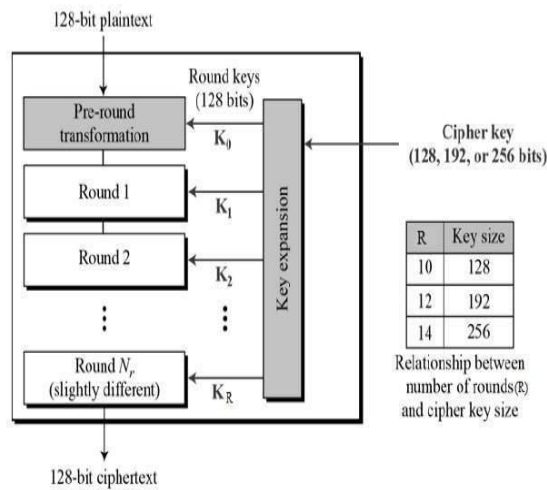 128-bit plaintext
Round keys
(128 bits)
Pre-round
transformation
K0
Cipher key
(128, 192, or 256 bits)
Round 1
K1
Round 2
K2
Key expansion
R Key size
10 128
12 192
14 256
Round Nr
(slightly different)
KR
Relationship between
number of rounds(R)
and cipher key size
128-bit ciphertext